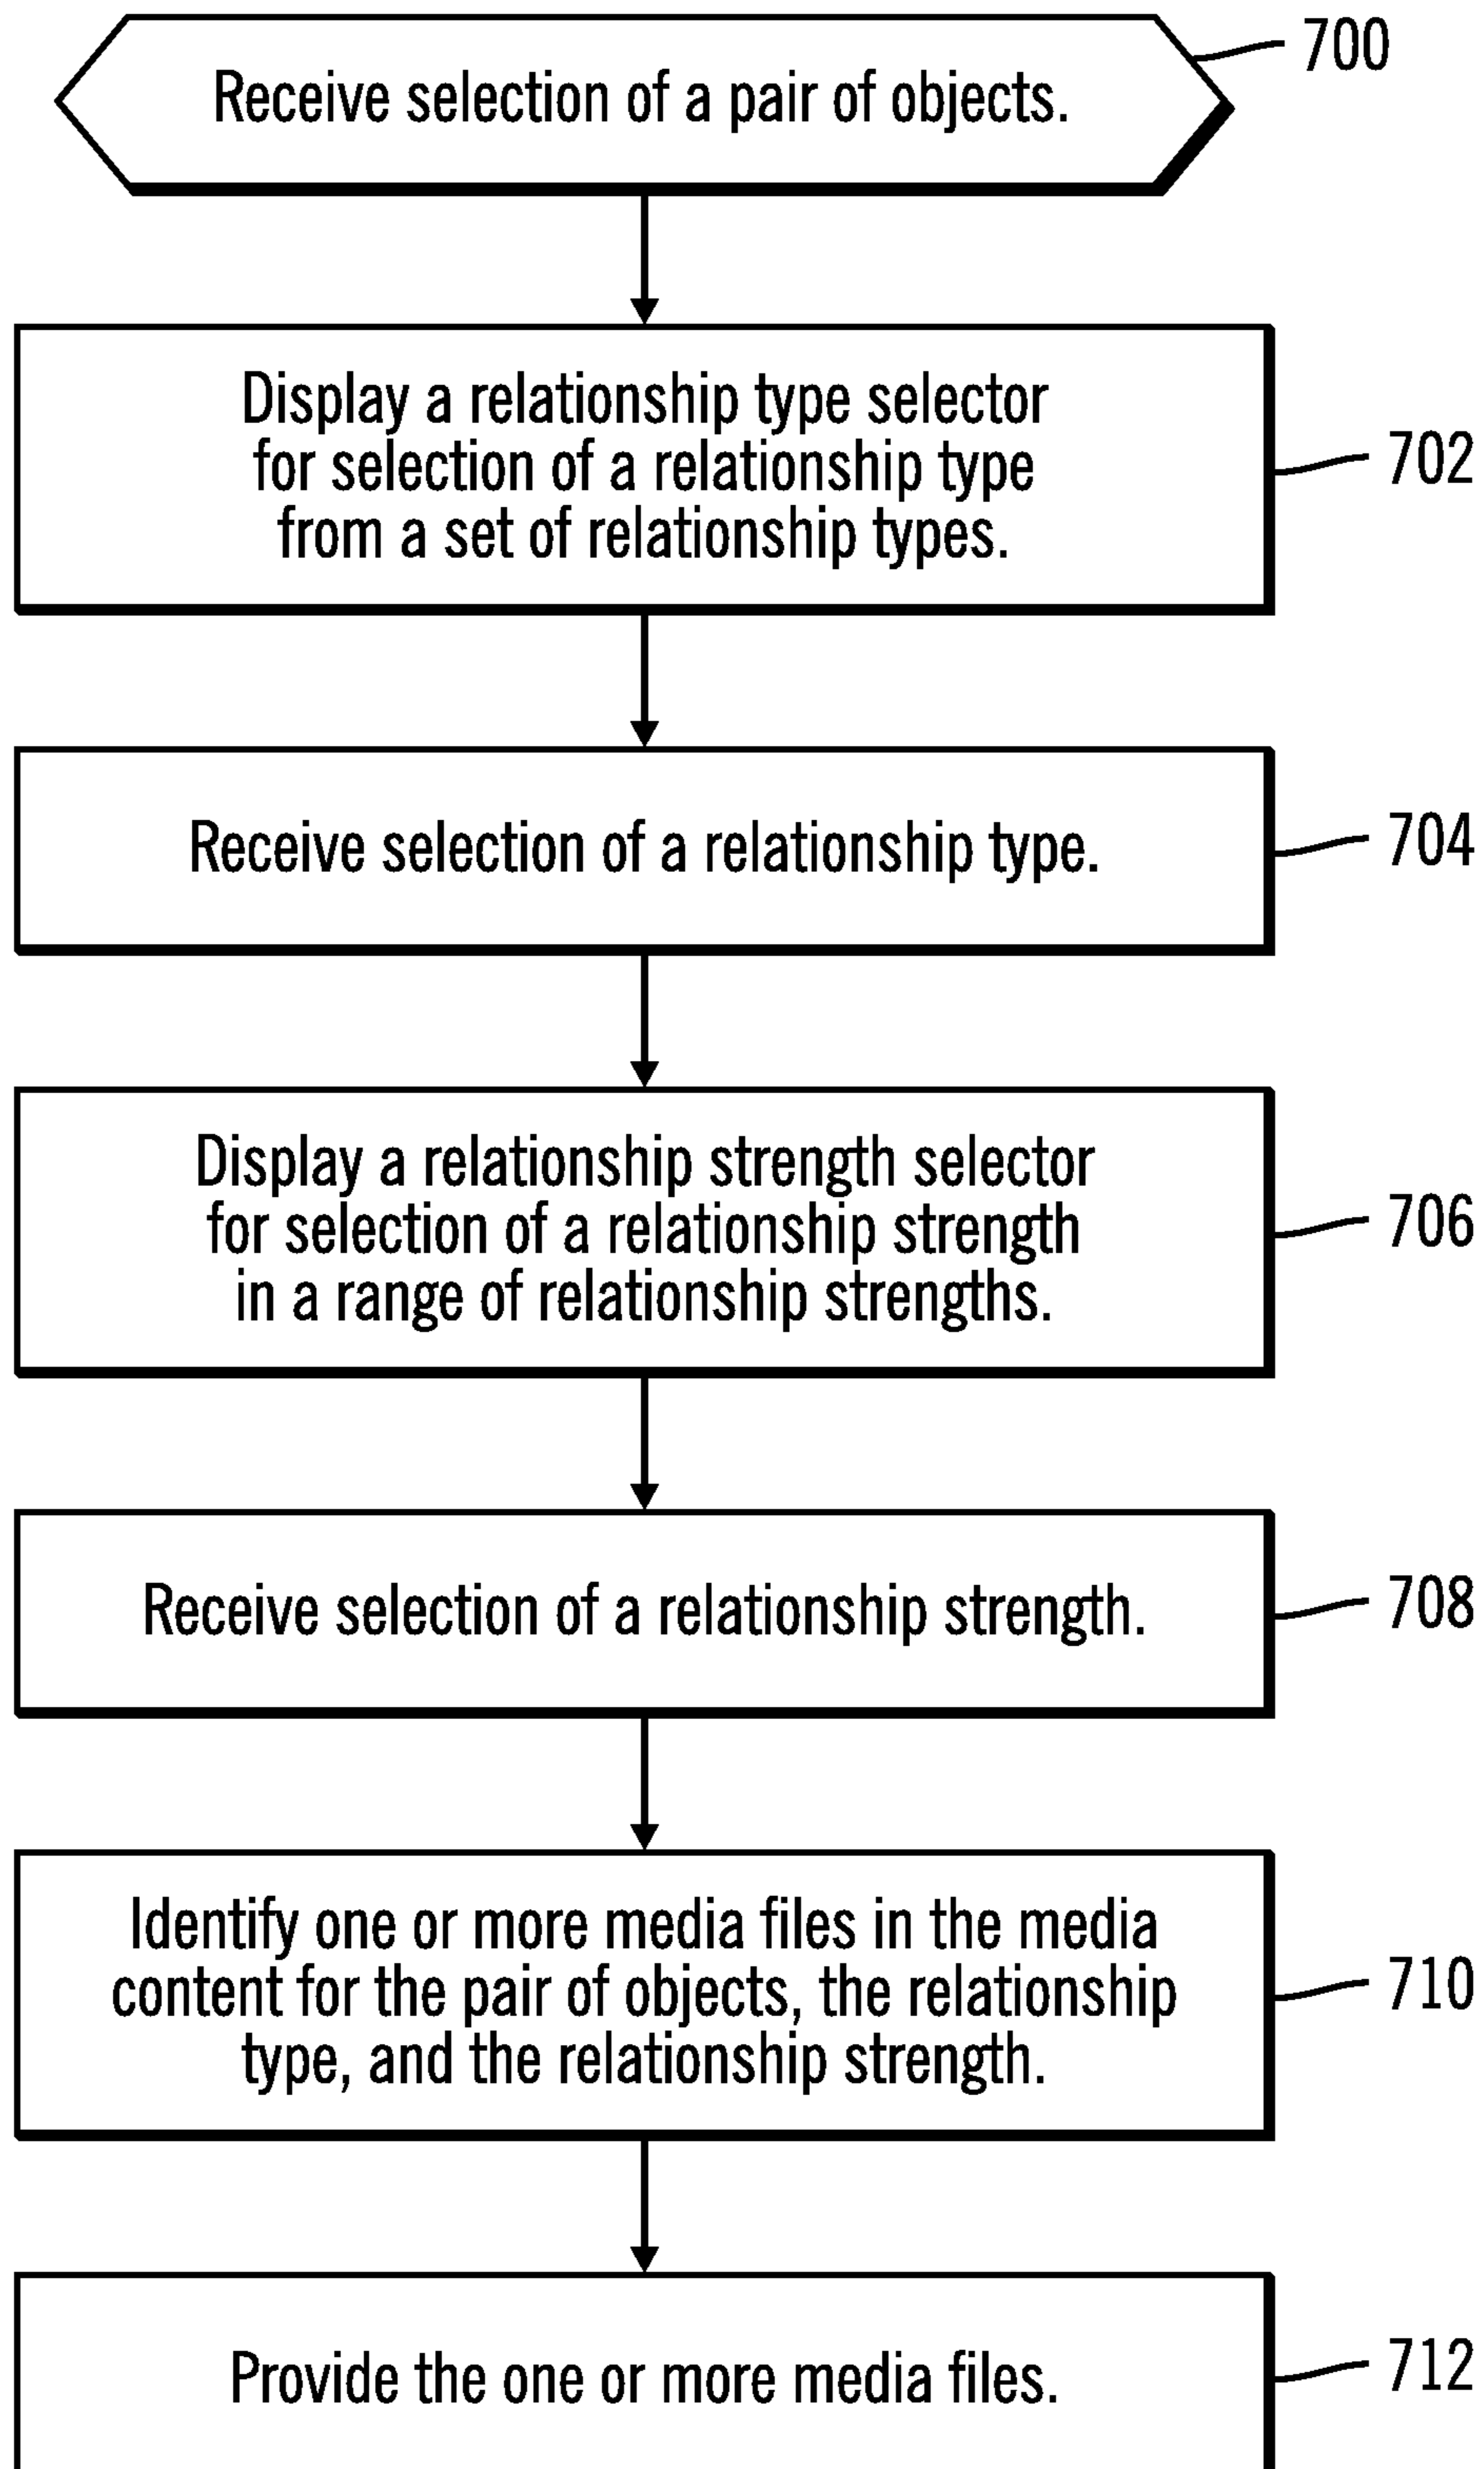 Receive selection of a pair of objects.
700
Display a relationship type selector
for selection of a relationship type
from a set of relationship types.
702
Receive selection of a relationship type.
704
Display a relationship strength selector
for selection of a relationship strength
in a range of relationship strengths.
706
Receive selection of a relationship strength.
708
Identify one or more media files in the media
content for the pair of objects, the relationship
type, and the relationship strength.
710
Provide the one or more media files.
712